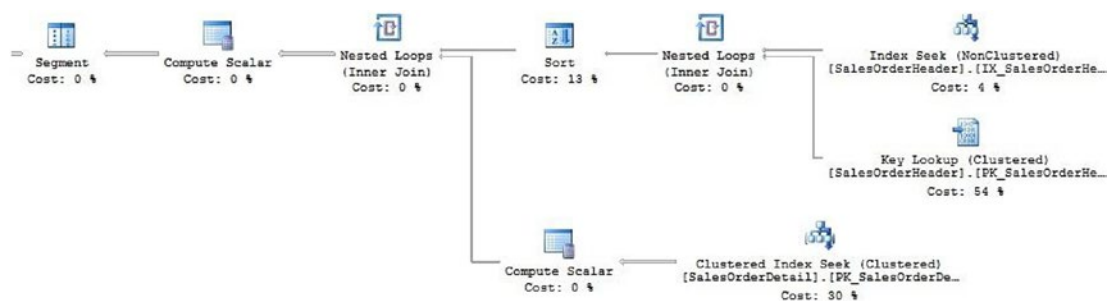 Segment
Cost: 0 %
Compute Scalar
Cost: 0 %
Nested Loops
(Inner Join)
Cost: 0 %
Sort
Cost: 13 %
Nested Loops
(Inner Join)
Cost: 0 %
Index Seek (NonClustered)
[SalesOrderHeader].[IX_SalesOrderHe…
Cost: 4 %
Key Lookup (Clustered)
[SalesOrderHeader].[PK_SalesOrderHe…
Cost: 54 %
Compute Scalar
Cost: 0 %
Clustered Index Seek (Clustered)
[SalesOrderDetail].[PK_SalesOrderDe…
Cost: 30 %